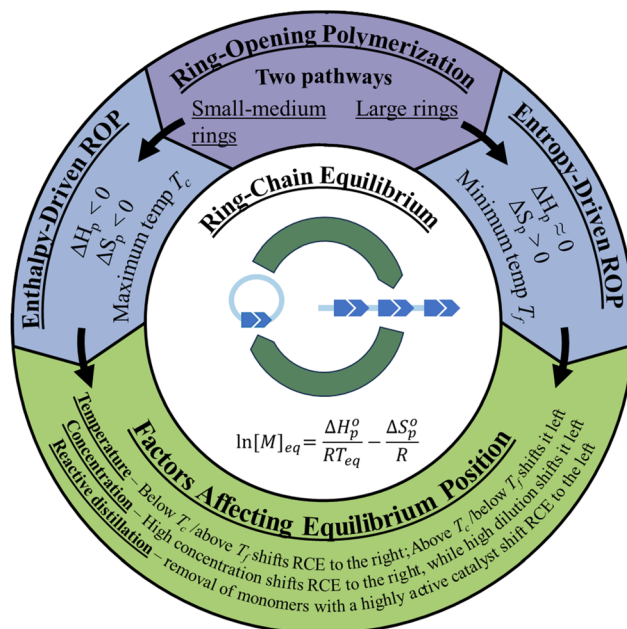 Ring-Opening Polymerization
Two pathways
Small-medium rings
Large rings
Enthalpy-Driven ROP
ΔH_p < 0
ΔS_p < 0
Maximum temp T_c
Entropy-Driven ROP
ΔH_p ≈ 0
ΔS_p > 0
Minimum temp T_f
Ring-Chain Equilibrium
ln[M]_eq = ΔH_p^o/RT_eq − ΔS_p^o/R
Factors Affecting Equilibrium Position
Temperature – Below T_c/above T_f shifts RCE to the right; Above T_c/below T_f shifts it left
Concentration – High concentration shifts RCE to the right, while high dilution shifts it left
Reactive distillation – removal of monomers with a highly active catalyst shift RCE to the left